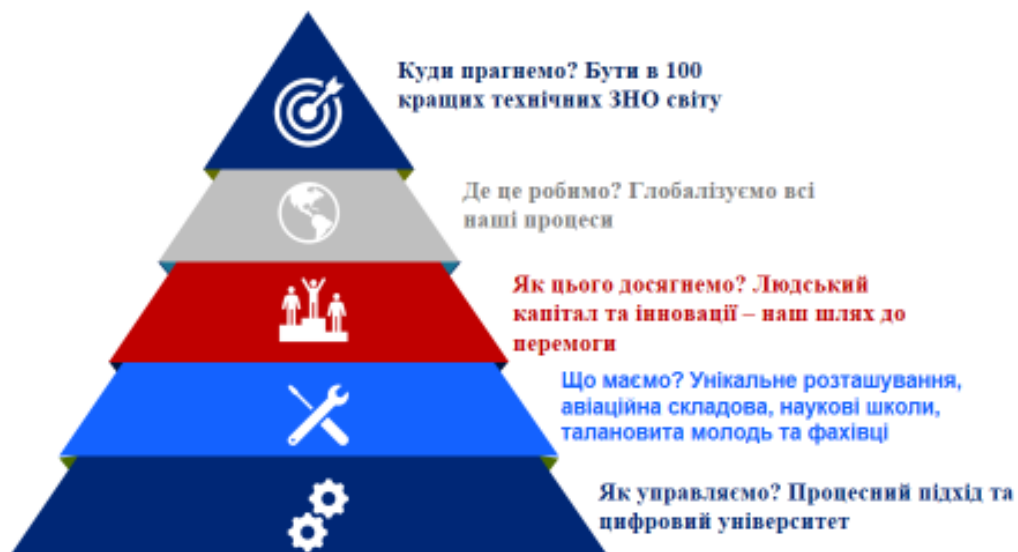 Куди прагнемо? Бути в 100
кращих технічних ЗНО світу
Де це робимо? Глобалізуємо всі
наші процеси
Як цього досягнемо? Людський
капітал та інновації – наш шлях до
перемоги
Що маємо? Унікальне розташування,
авіаційна складова, наукові школи,
талановита молодь та фахівці
Як управляємо? Процесний підхід та
цифровий університет